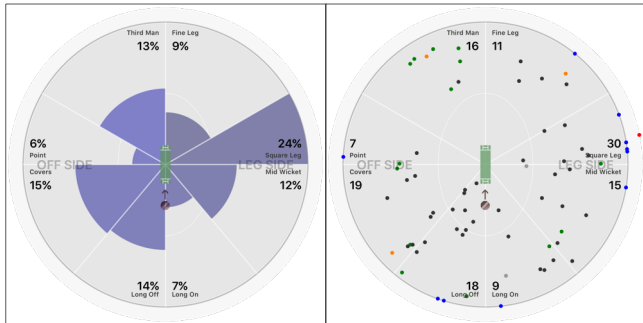 Third Man Fine Leg
13% 9%
6%
Point
OFF SIDE
Covers
15%
24%
Square Leg
LEG SIDE
Mid Wicket
12%
14% 7%
Long Off Long On
Third Man Fine Leg
16 11
7
Point
OFF SIDE
Covers
19
30
Square Leg
LEG SIDE
Mid Wicket
15
18 9
Long Off Long On